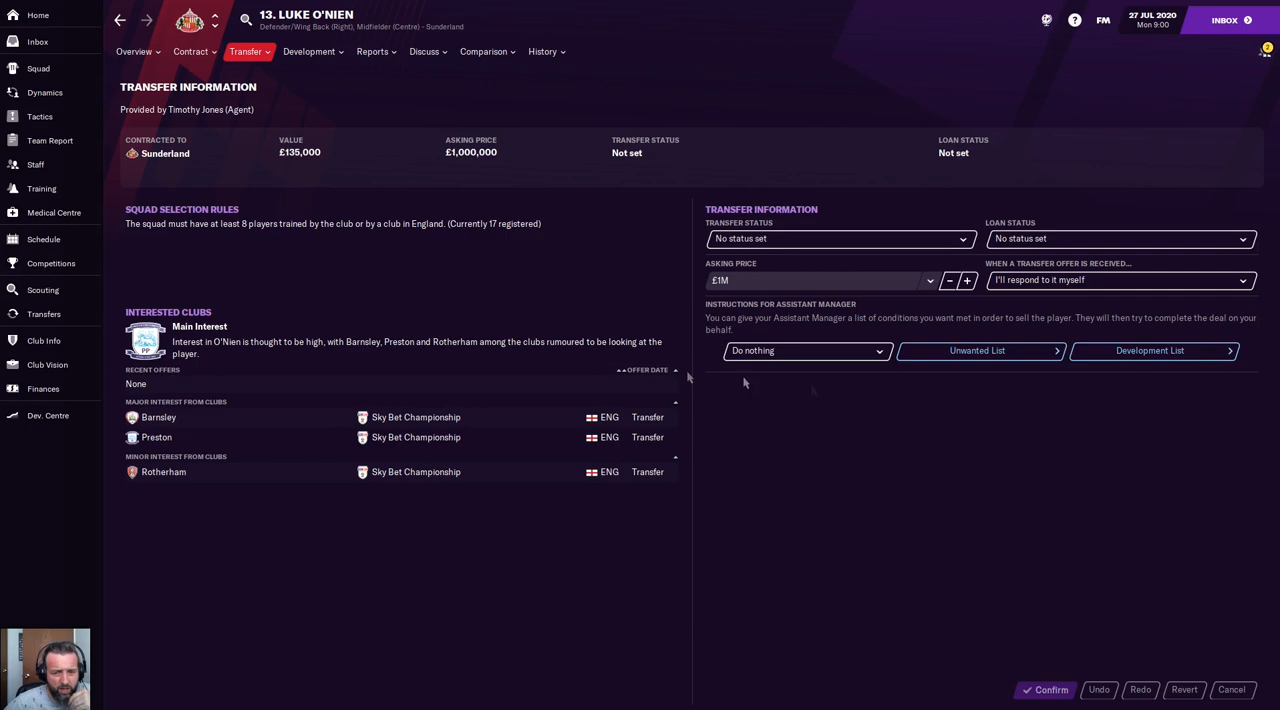 Home
Inbox
Squad
Dynamics
Tactics
Team Report
Staff
Training
Medical Centre
Schedule
Competitions
Scouting
Transfers
Club Info
Club Vision
Finances
Dev. Centre
13. LUKE O'NIEN
Defender/Wing Back (Right), Midfielder (Centre) - Sunderland
FM
27 JUL 2020
Mon 9:00
INBOX
2
Overview
Contract
Transfer
Development
Reports
Discuss
Comparison
History
TRANSFER INFORMATION
Provided by Timothy Jones (Agent)
CONTRACTED TO
VALUE
ASKING PRICE
TRANSFER STATUS
LOAN STATUS
Sunderland
£135,000
£1,000,000
Not set
Not set
SQUAD SELECTION RULES
The squad must have at least 8 players trained by the club or by a club in England. (Currently 17 registered)
INTERESTED CLUBS
Main Interest
Interest in O'Nien is thought to be high, with Barnsley, Preston and Rotherham among the clubs rumoured to be looking at the
player.
PP
RECENT OFFERS
OFFER DATE
None
MAJOR INTEREST FROM CLUBS
Barnsley Sky Bet Championship ENG Transfer
Preston Sky Bet Championship ENG Transfer
MINOR INTEREST FROM CLUBS
Rotherham Sky Bet Championship ENG Transfer
TRANSFER INFORMATION
TRANSFER STATUS
LOAN STATUS
No status set
No status set
ASKING PRICE
WHEN A TRANSFER OFFER IS RECEIVED...
£1M
I'll respond to it myself
INSTRUCTIONS FOR ASSISTANT MANAGER
You can give your Assistant Manager a list of conditions you want met in order to sell the player. They will then try to complete the deal on your
behalf.
Do nothing
Unwanted List
Development List
Confirm
Undo
Redo
Revert
Cancel